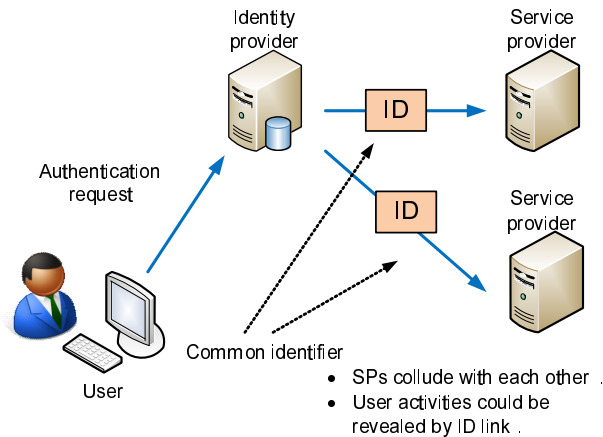 Identity
provider
Service
provider
ID
Authentication
request
ID
Service
provider
User
Common identifier
• SPs collude with each other .
• User activities could be
revealed by ID link .